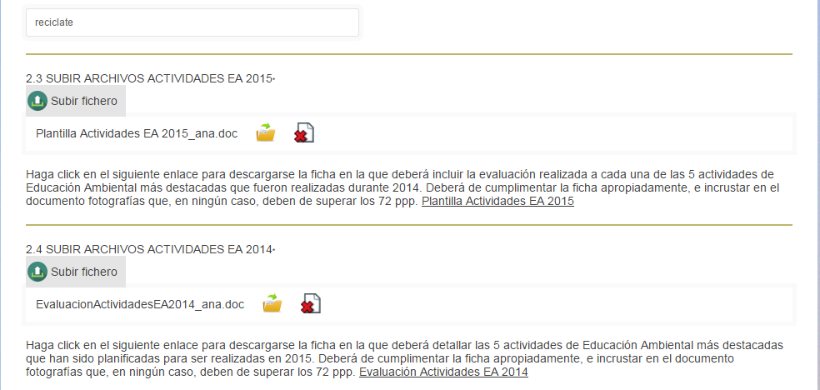 reciclate
2.3 SUBIR ARCHIVOS ACTIVIDADES EA 2015·
Subir fichero
Plantilla Actividades EA 2015_ana.doc
Haga click en el siguiente enlace para descargarse la ficha en la que deberá incluir la evaluación realizada a cada una de las 5 actividades de
Educación Ambiental más destacadas que fueron realizadas durante 2014. Deberá de cumplimentar la ficha apropiadamente, e incrustar en el
documento fotografías que, en ningún caso, deben de superar los 72 ppp. Plantilla Actividades EA 2015
2.4 SUBIR ARCHIVOS ACTIVIDADES EA 2014·
Subir fichero
EvaluacionActividadesEA2014_ana.doc
Haga click en el siguiente enlace para descargarse la ficha en la que deberá detallar las 5 actividades de Educación Ambiental más destacadas
que han sido planificadas para ser realizadas en 2015. Deberá de cumplimentar la ficha apropiadamente, e incrustar en el documento
fotografías que, en ningún caso, deben de superar los 72 ppp. Evaluación Actividades EA 2014